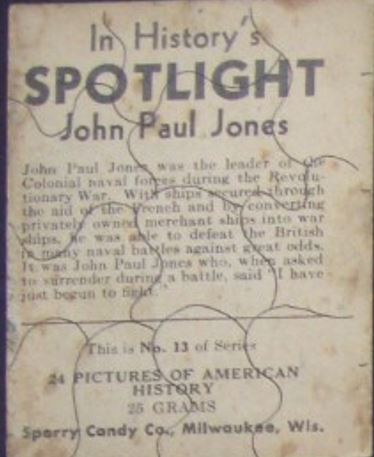 In History's
SPOTLIGHT
John Paul Jones
John Paul Jones was the leader of the
Colonial naval forces during the Revolu-
tionary War. With ships secured through
the aid of the French and by converting
privately owned merchant ships into war
ships, he was able to defeat the British
in many naval battles against great odds.
It was John Paul Jones who, when asked
to surrender during a battle, said "I have
just begun to fight."
This is No. 13 of Series
24 PICTURES OF AMERICAN
HISTORY
25 GRAMS
Sperry Candy Co., Milwaukee, Wis.